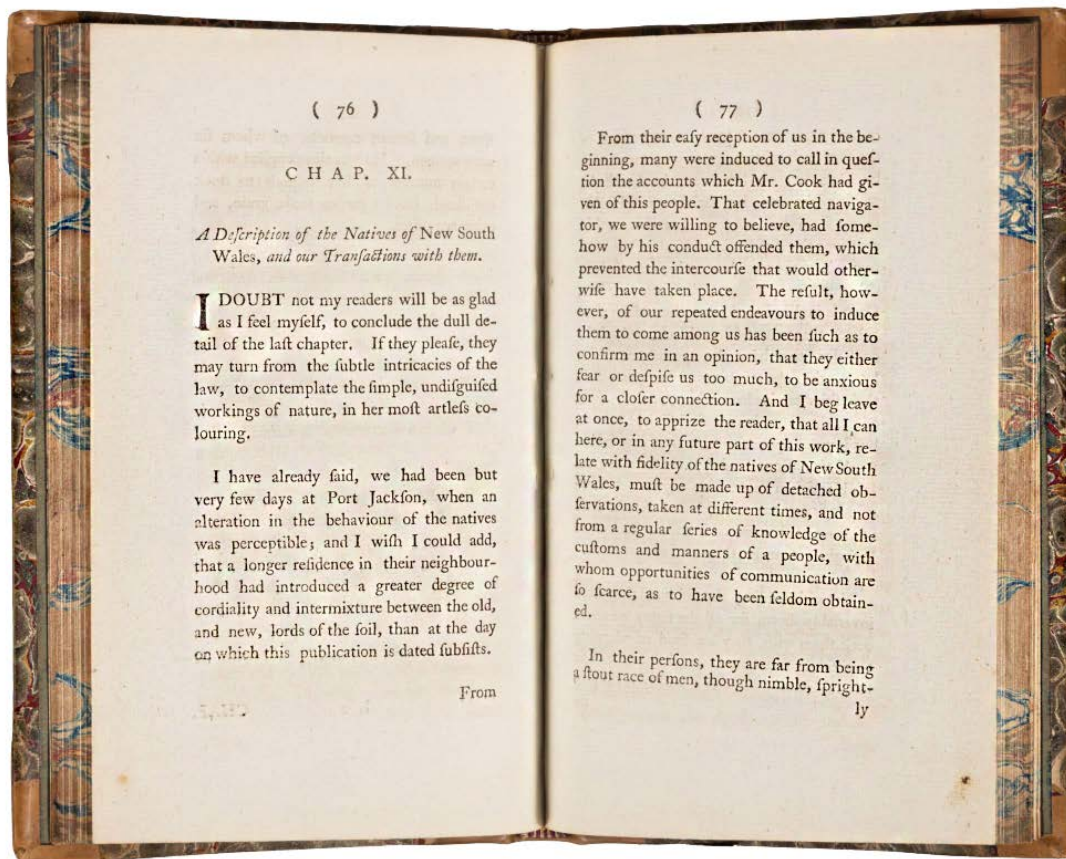 ( 76 )
CHAP. XI.
A Deſcription of the Natives of New South
Wales, and our Tranſactions with them.
I DOUBT not my readers will be as glad
as I feel myſelf, to conclude the dull de-
tail of the laſt chapter. If they pleaſe, they
may turn from the ſubtle intricacies of the
law, to contemplate the ſimple, undiſguiſed
workings of nature, in her moſt artleſs co-
louring.
I have already ſaid, we had been but
very few days at Port Jackſon, when an
alteration in the behaviour of the natives
was perceptible; and I wiſh I could add,
that a longer reſidence in their neighbour-
hood had introduced a greater degree of
cordiality and intermixture between the old,
and new, lords of the ſoil, than at the day
on which this publication is dated ſubſiſts.
From
( 77 )
From their eaſy reception of us in the be-
ginning, many were induced to call in queſ-
tion the accounts which Mr. Cook had gi-
ven of this people. That celebrated naviga-
tor, we were willing to believe, had ſome-
how by his conduct offended them, which
prevented the intercourſe that would other-
wiſe have taken place. The reſult, how-
ever, of our repeated endeavours to induce
them to come among us has been ſuch as to
confirm me in an opinion, that they either
fear or deſpiſe us too much, to be anxious
for a cloſer connection. And I beg leave
at once, to apprize the reader, that all I can
here, or in any future part of this work, re-
late with fidelity of the natives of New South
Wales, muſt be made up of detached ob-
ſervations, taken at different times, and not
from a regular ſeries of knowledge of the
cuſtoms and manners of a people, with
whom opportunities of communication are
ſo ſcarce, as to have been ſeldom obtain-
ed.
In their perſons, they are far from being
a ſtout race of men, though nimble, ſpright-
ly